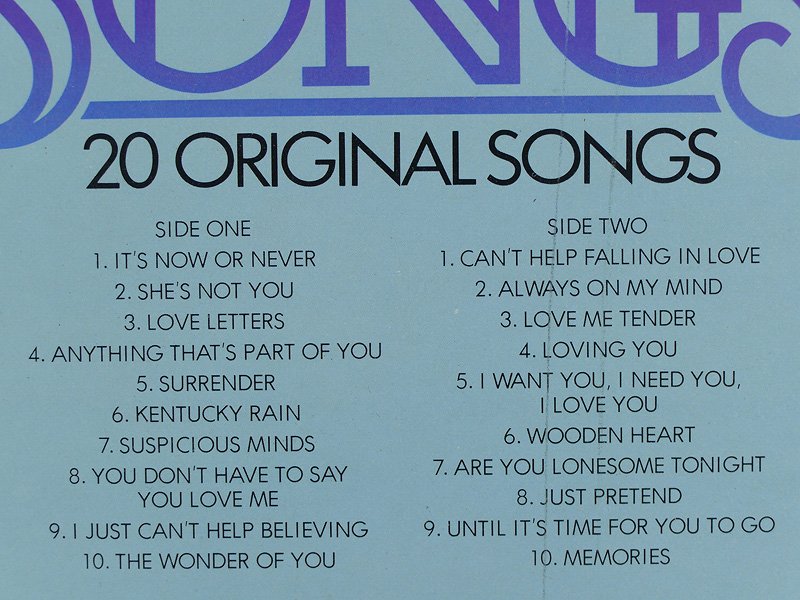 SONGS
20 ORIGINAL SONGS
SIDE ONE
1. IT'S NOW OR NEVER
2. SHE'S NOT YOU
3. LOVE LETTERS
4. ANYTHING THAT'S PART OF YOU
5. SURRENDER
6. KENTUCKY RAIN
7. SUSPICIOUS MINDS
8. YOU DON'T HAVE TO SAY
YOU LOVE ME
9. I JUST CAN'T HELP BELIEVING
10. THE WONDER OF YOU
SIDE TWO
1. CAN'T HELP FALLING IN LOVE
2. ALWAYS ON MY MIND
3. LOVE ME TENDER
4. LOVING YOU
5. I WANT YOU, I NEED YOU,
I LOVE YOU
6. WOODEN HEART
7. ARE YOU LONESOME TONIGHT
8. JUST PRETEND
9. UNTIL IT'S TIME FOR YOU TO GO
10. MEMORIES